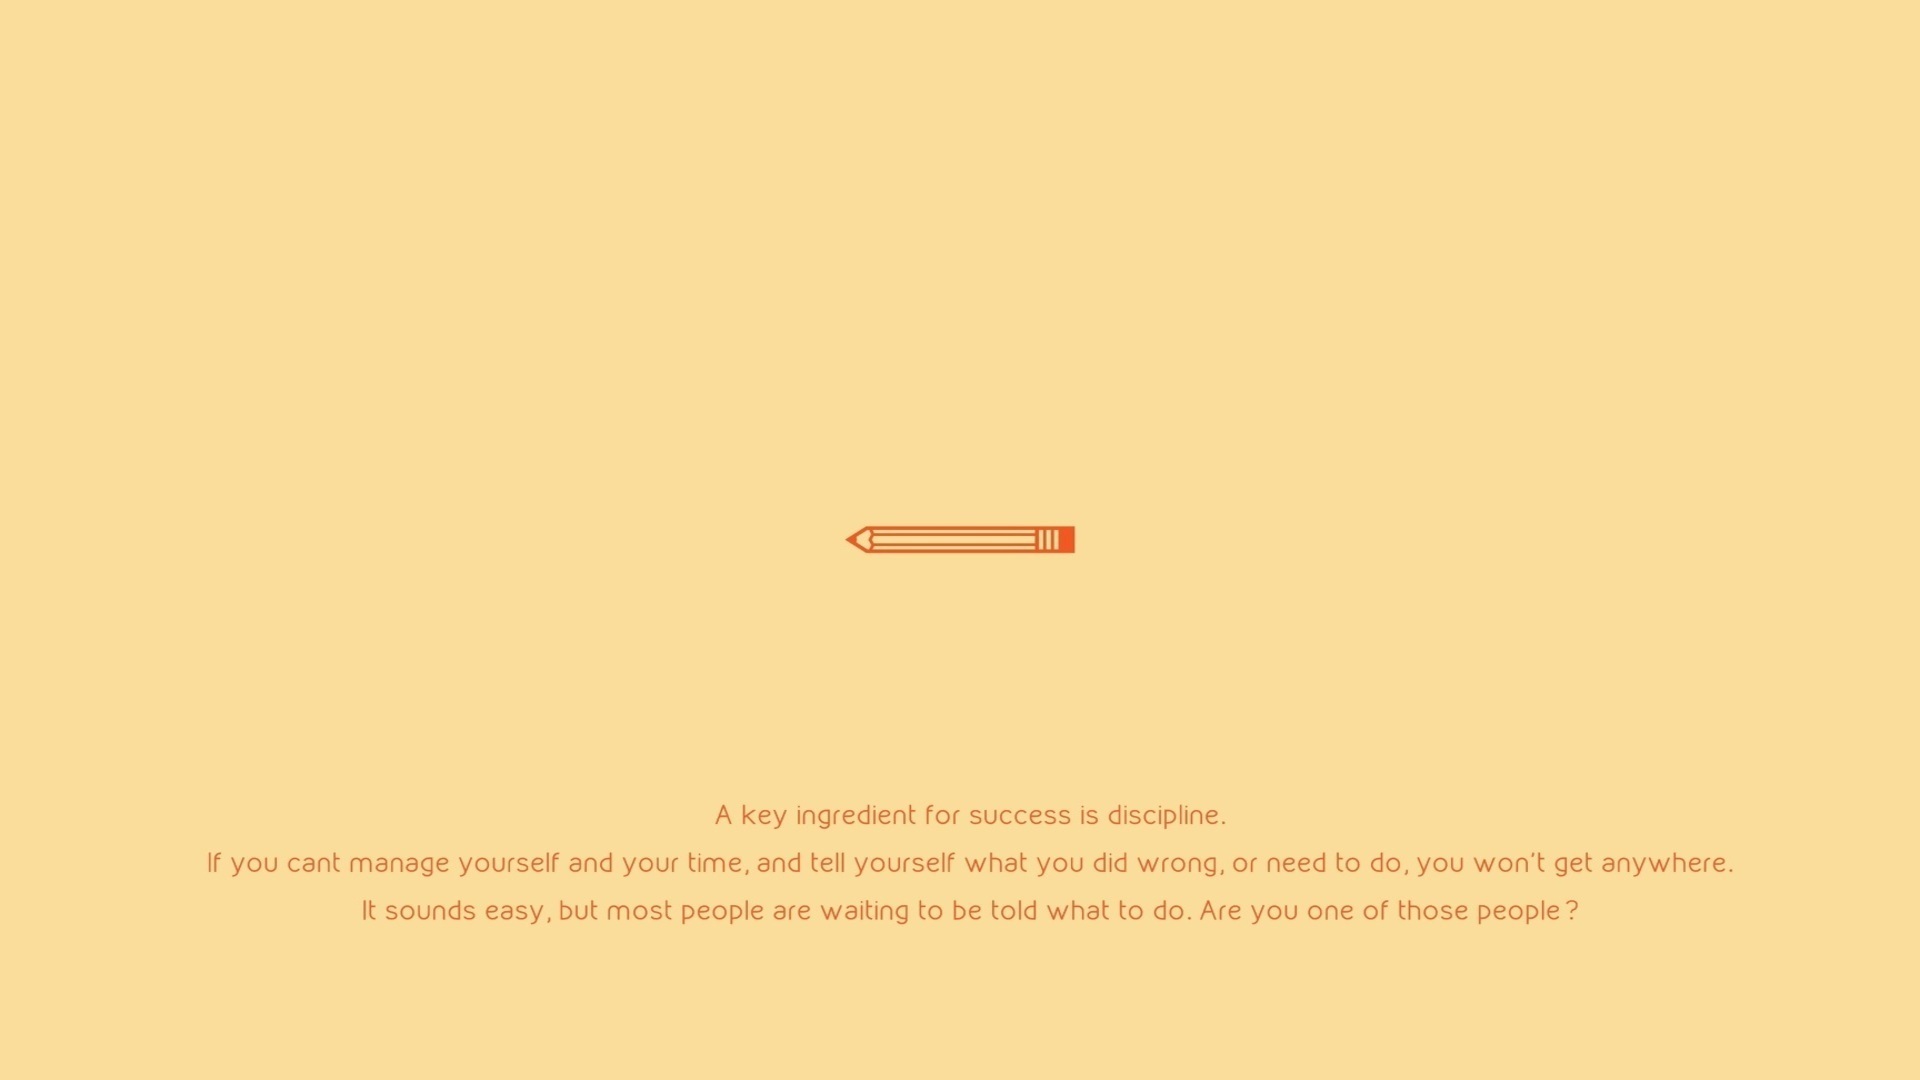 A key ingredient for success is discipline.
If you cant manage yourself and your time, and tell yourself what you did wrong, or need to do, you won't get anywhere.
It sounds easy, but most people are waiting to be told what to do. Are you one of those people?